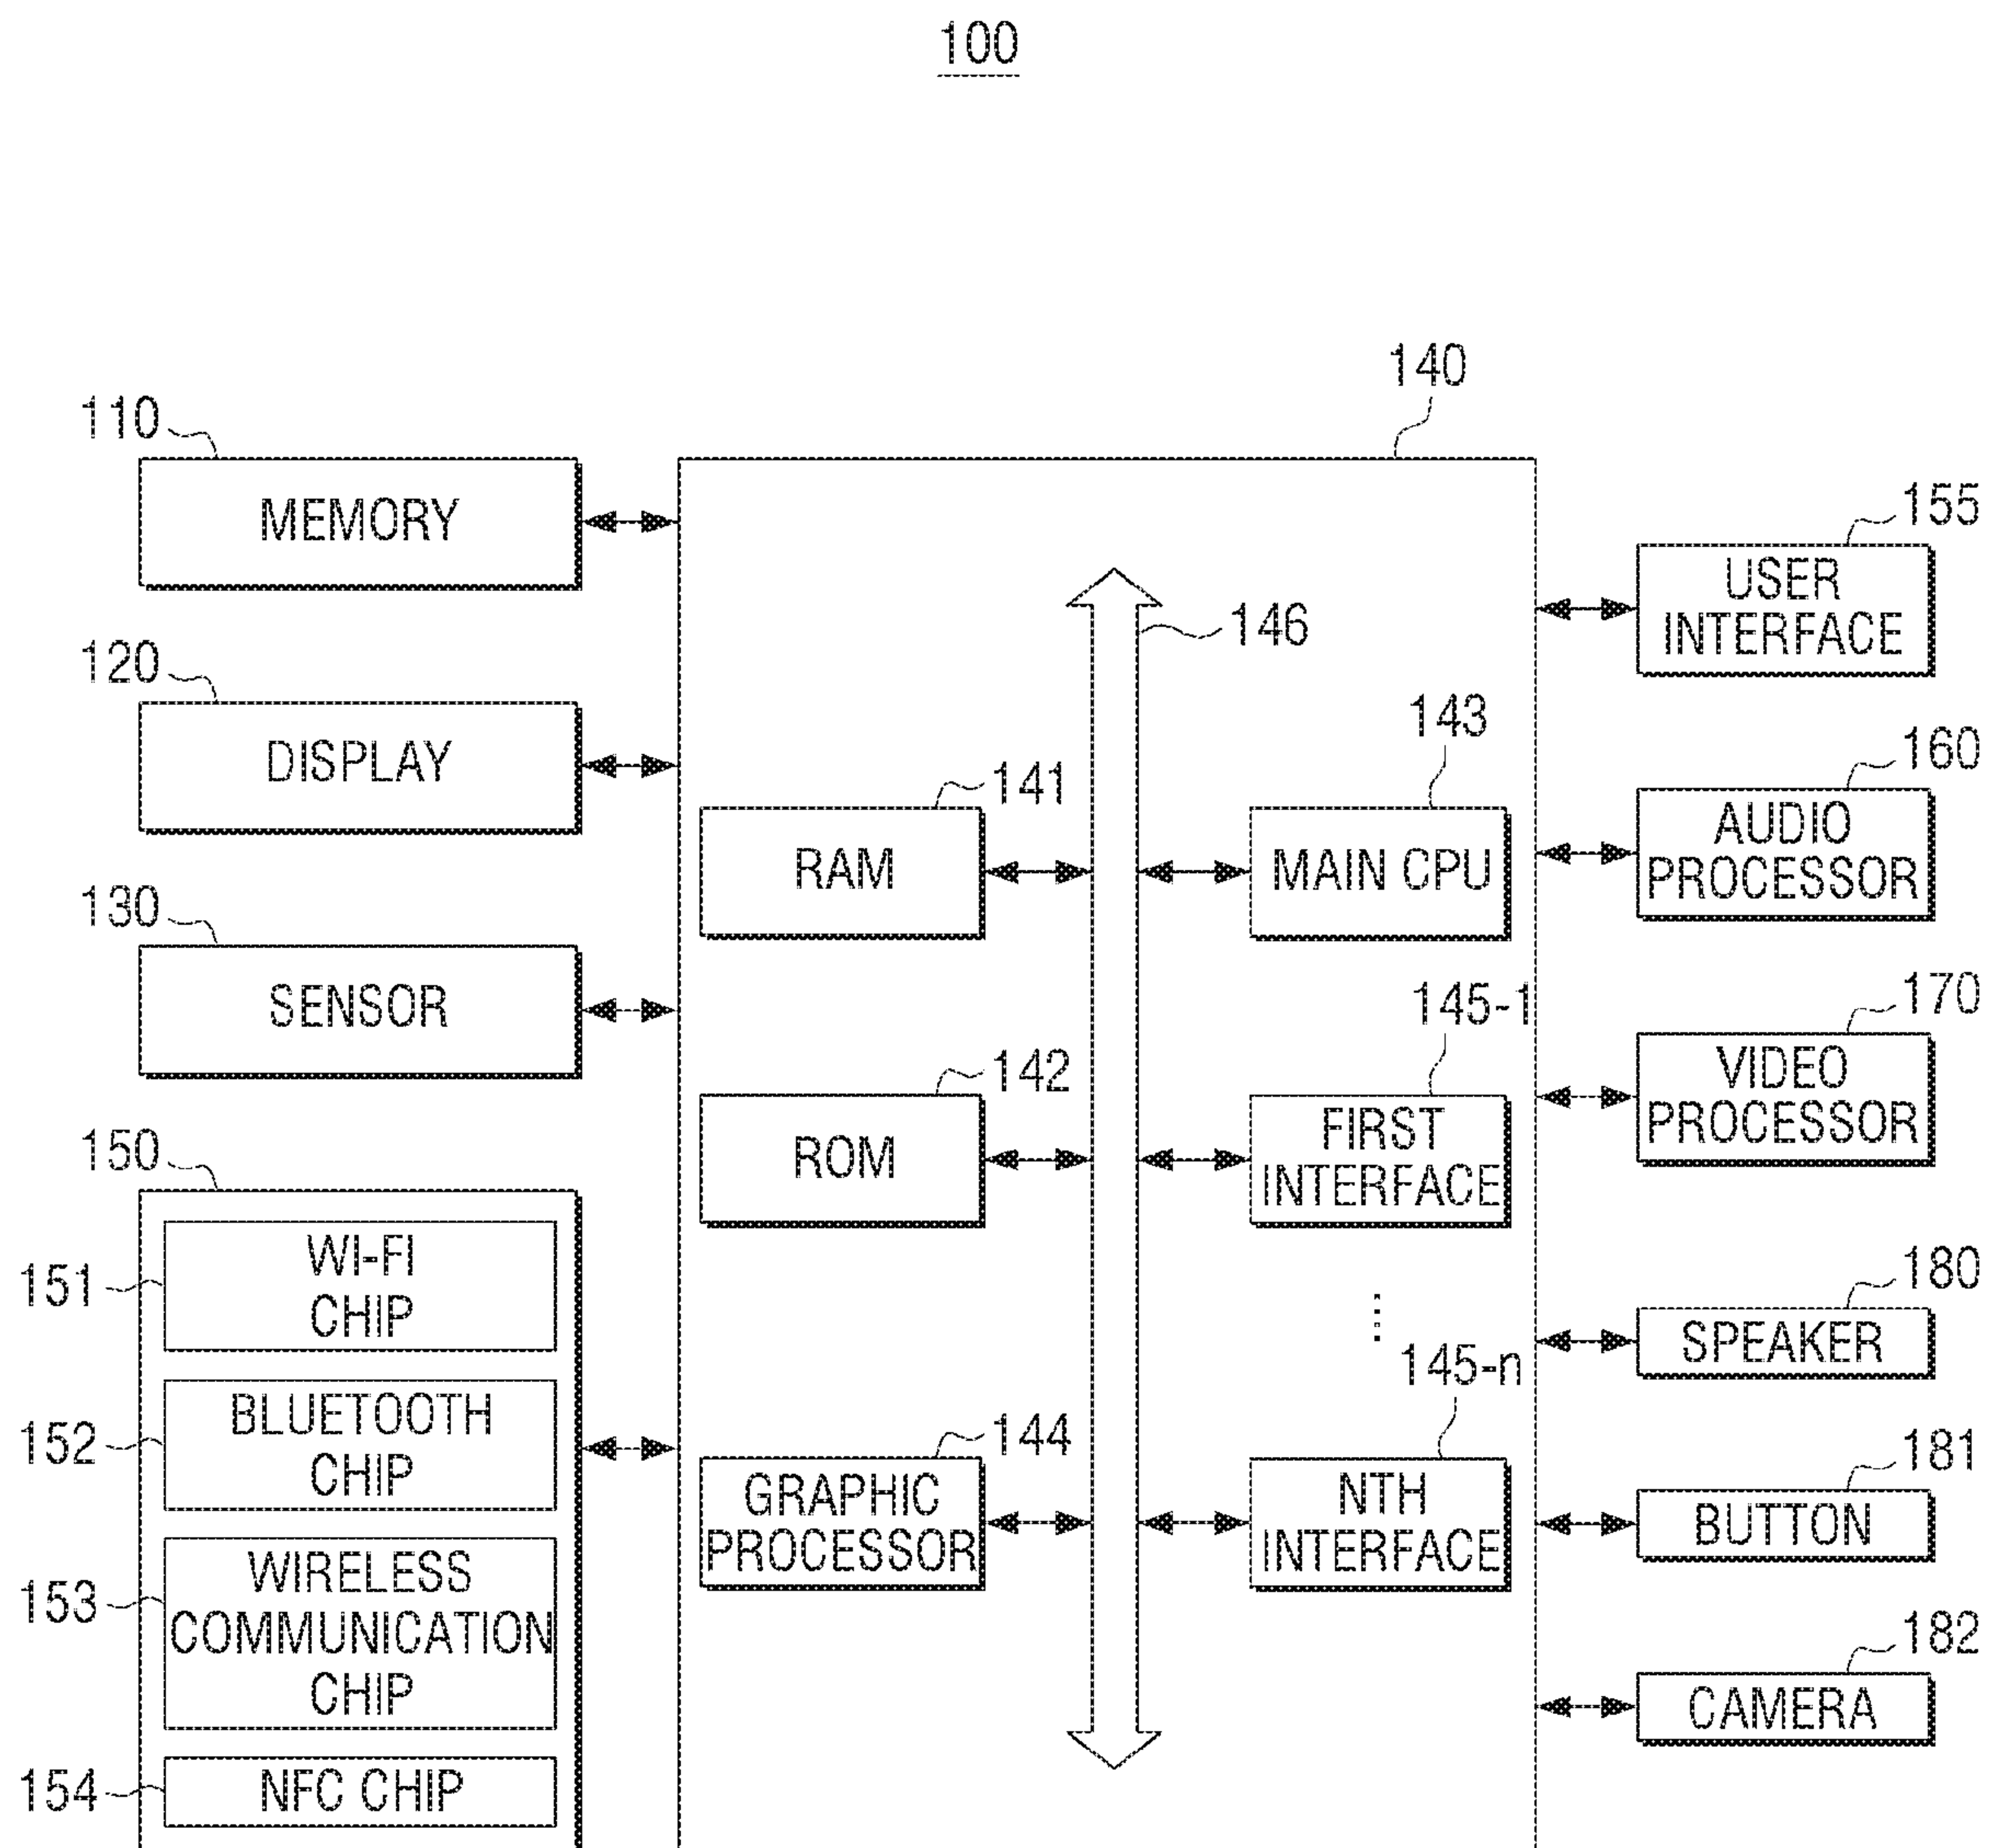 100
140
110
MEMORY
155
USER
INTERFACE
146
120
DISPLAY
143
160
AUDIO
PROCESSOR
141
RAM
MAIN CPU
130
SENSOR
145-1
170
VIDEO
PROCESSOR
142
ROM
FIRST
INTERFACE
150
WI-FI
CHIP
151
180
SPEAKER
145-n
BLUETOOTH
CHIP
152
144
GRAPHIC
PROCESSOR
NTH
INTERFACE
181
BUTTON
WIRELESS
COMMUNICATION
CHIP
153
182
CAMERA
154
NFC CHIP